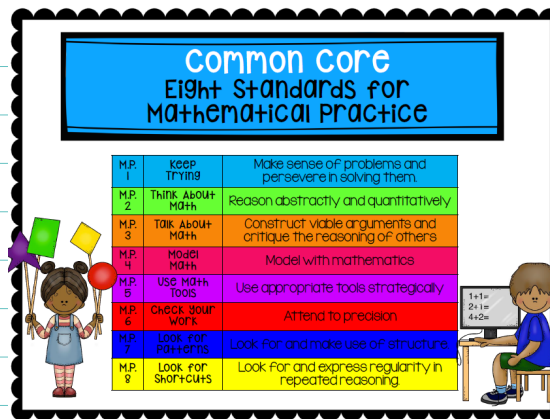 Common Core
Eight Standards for
Mathematical Practice
M.P. Keep Make sense of problems and
1 Trying persevere in solving them.
M.P. Think About Reason abstractly and quantitatively
2 Math
M.P. Talk About Construct viable arguments and
3 Math critique the reasoning of others
M.P. Model Model with mathematics
4 Math
M.P. Use Math Use appropriate tools strategically
5 Tools
M.P. Check your Attend to precision
6 Work
M.P. Look for Look for and make use of structure.
7 Patterns
M.P. Look for Look for and express regularity in
8 Shortcuts repeated reasoning.
1+1=
2+1=
4+2=